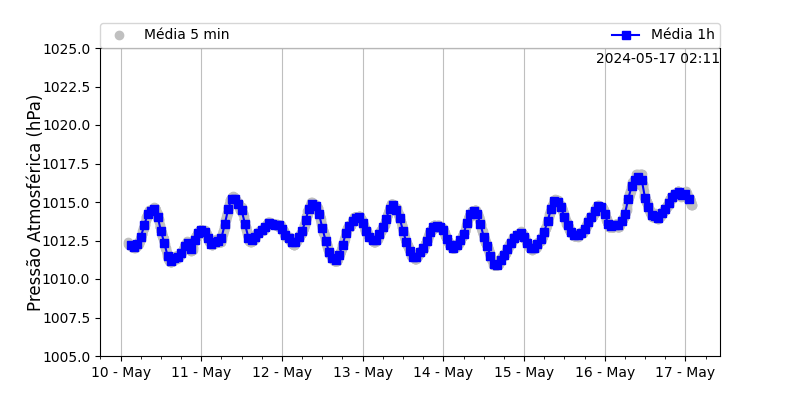 Média 5 min
Média 1h
2024-05-17 02:11
Pressão Atmosférica (hPa)
1025.0
1022.5
1020.0
1017.5
1015.0
1012.5
1010.0
1007.5
1005.0
10 - May 11 - May 12 - May 13 - May 14 - May 15 - May 16 - May 17 - May